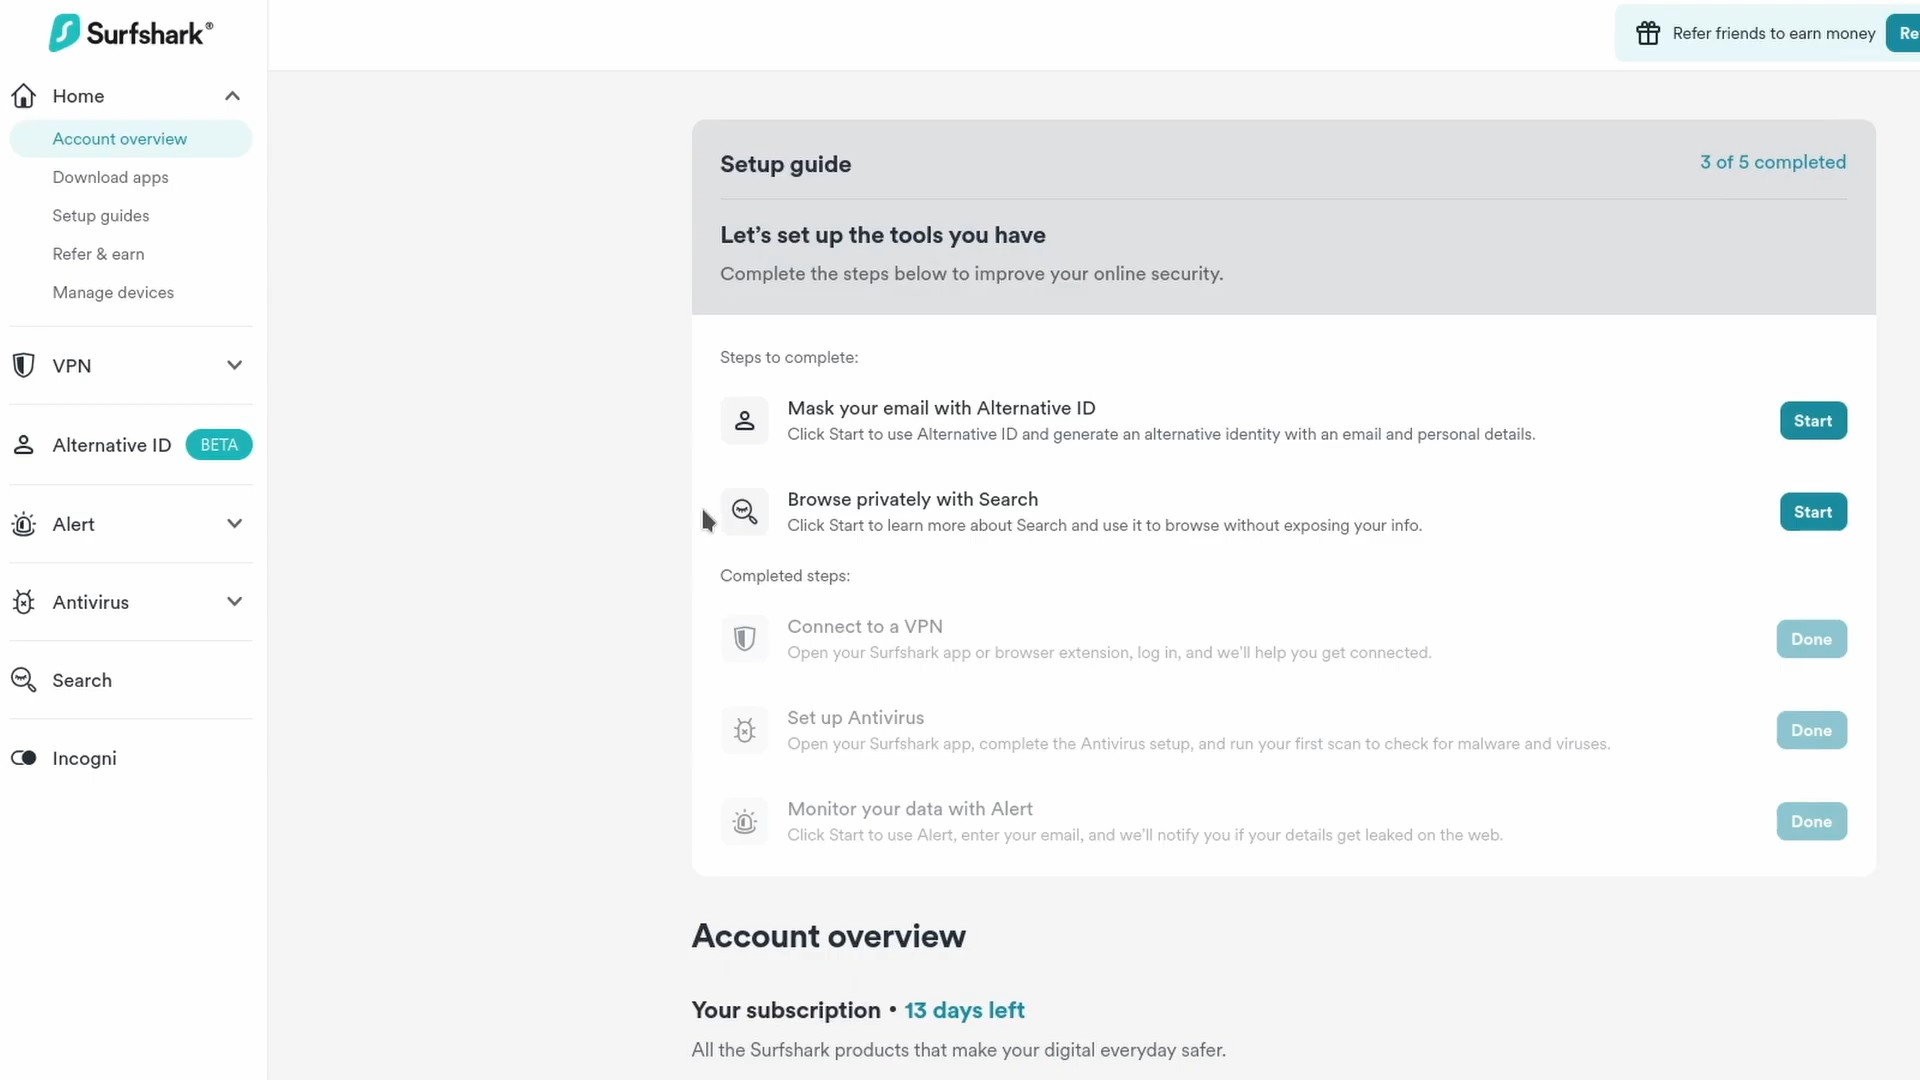 Surfshark®
Refer friends to earn money
Home
Account overview
Download apps
Setup guides
Refer & earn
Manage devices
VPN
Alternative ID BETA
Alert
Antivirus
Search
Incogni
Setup guide
3 of 5 completed
Let's set up the tools you have
Complete the steps below to improve your online security.
Steps to complete:
Mask your email with Alternative ID
Click Start to use Alternative ID and generate an alternative identity with an email and personal details.
Start
Browse privately with Search
Click Start to learn more about Search and use it to browse without exposing your info.
Start
Completed steps:
Connect to a VPN
Open your Surfshark app or browser extension, log in, and we'll help you get connected.
Done
Set up Antivirus
Open your Surfshark app, complete the Antivirus setup, and run your first scan to check for malware and viruses.
Done
Monitor your data with Alert
Click Start to use Alert, enter your email, and we'll notify you if your details get leaked on the web.
Done
Account overview
Your subscription • 13 days left
All the Surfshark products that make your digital everyday safer.